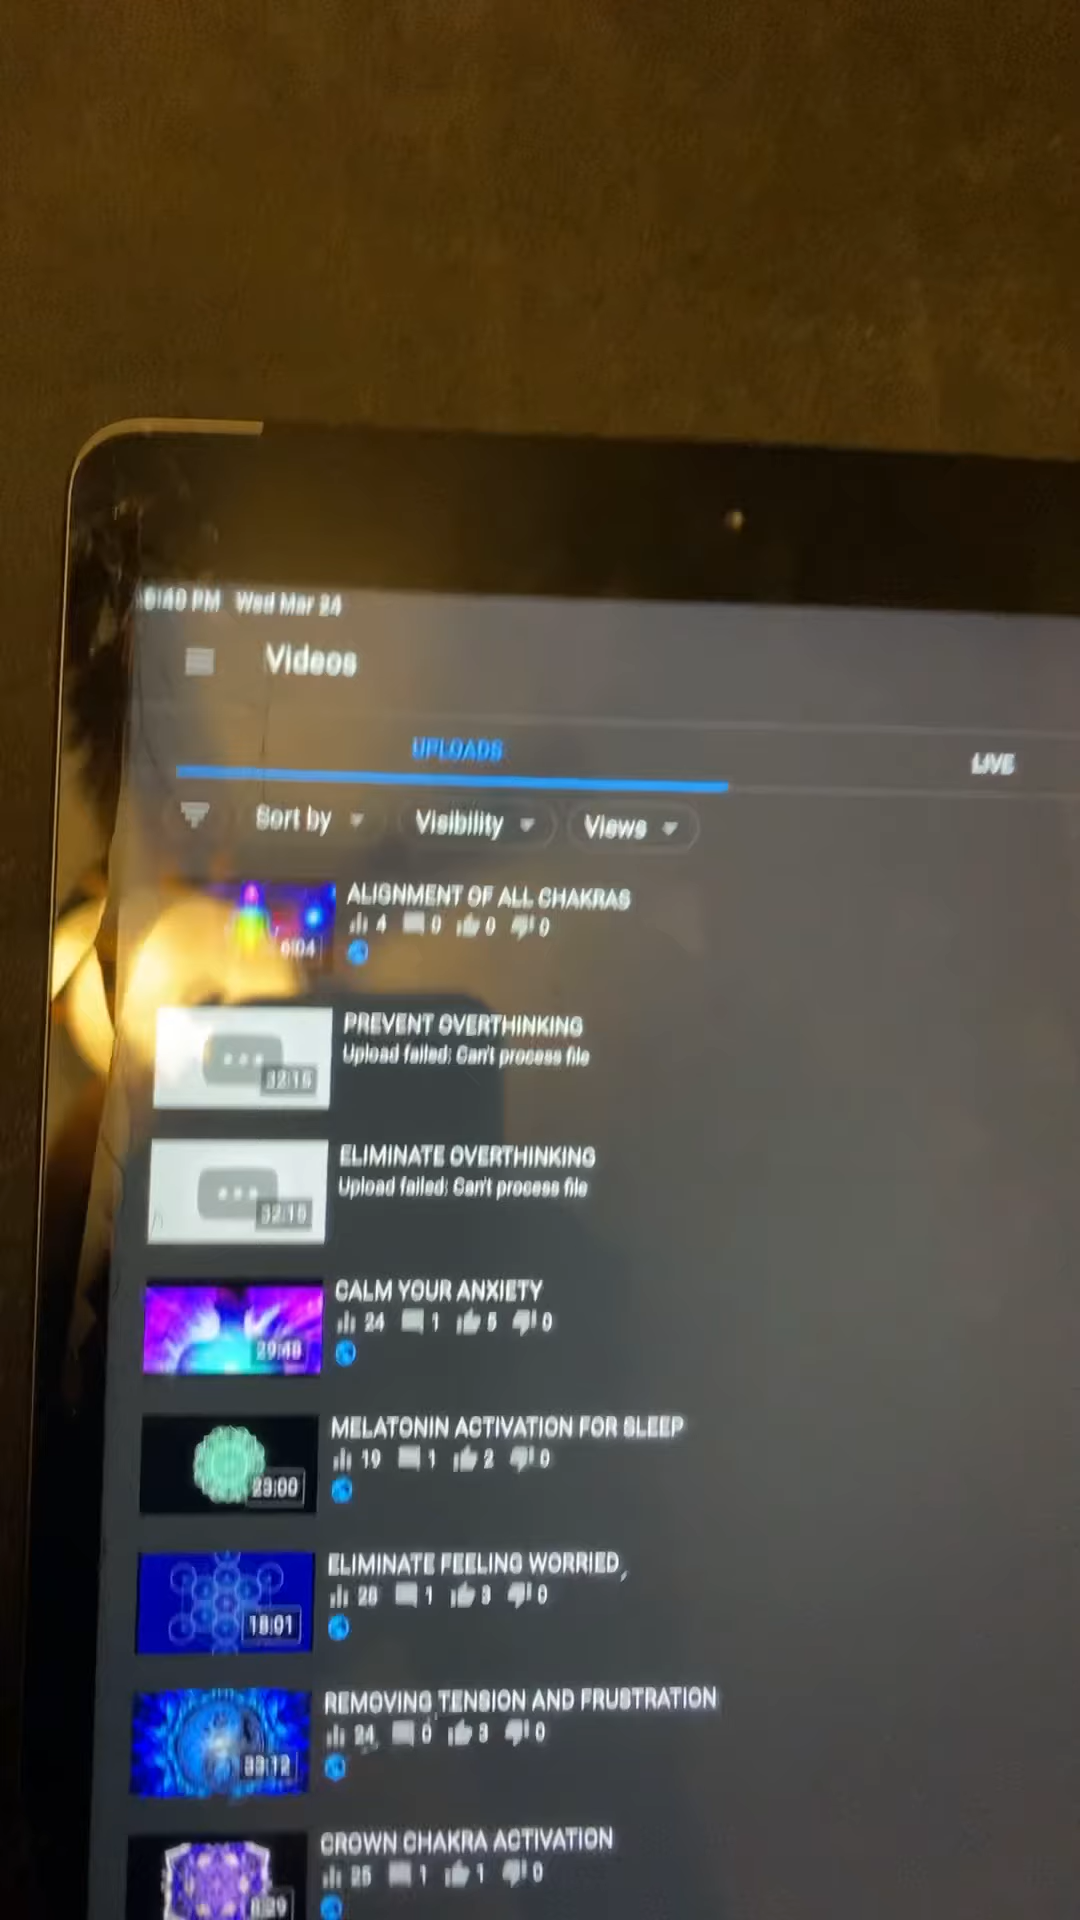 6:40 PM Wed Mar 24
Videos
UPLOADS
LIVE
Sort by
Visibility
Views
ALIGNMENT OF ALL CHAKRAS
4 0 0 0
6:04
PREVENT OVERTHINKING
Upload failed: Can't process file
32:15
ELIMINATE OVERTHINKING
Upload failed: Can't process file
32:15
CALM YOUR ANXIETY
24 1 5 0
29:48
MELATONIN ACTIVATION FOR SLEEP
19 1 2 0
23:00
ELIMINATE FEELING WORRIED,
28 1 3 0
18:01
REMOVING TENSION AND FRUSTRATION
24 0 3 0
33:12
CROWN CHAKRA ACTIVATION
25 1 1 0
8:29